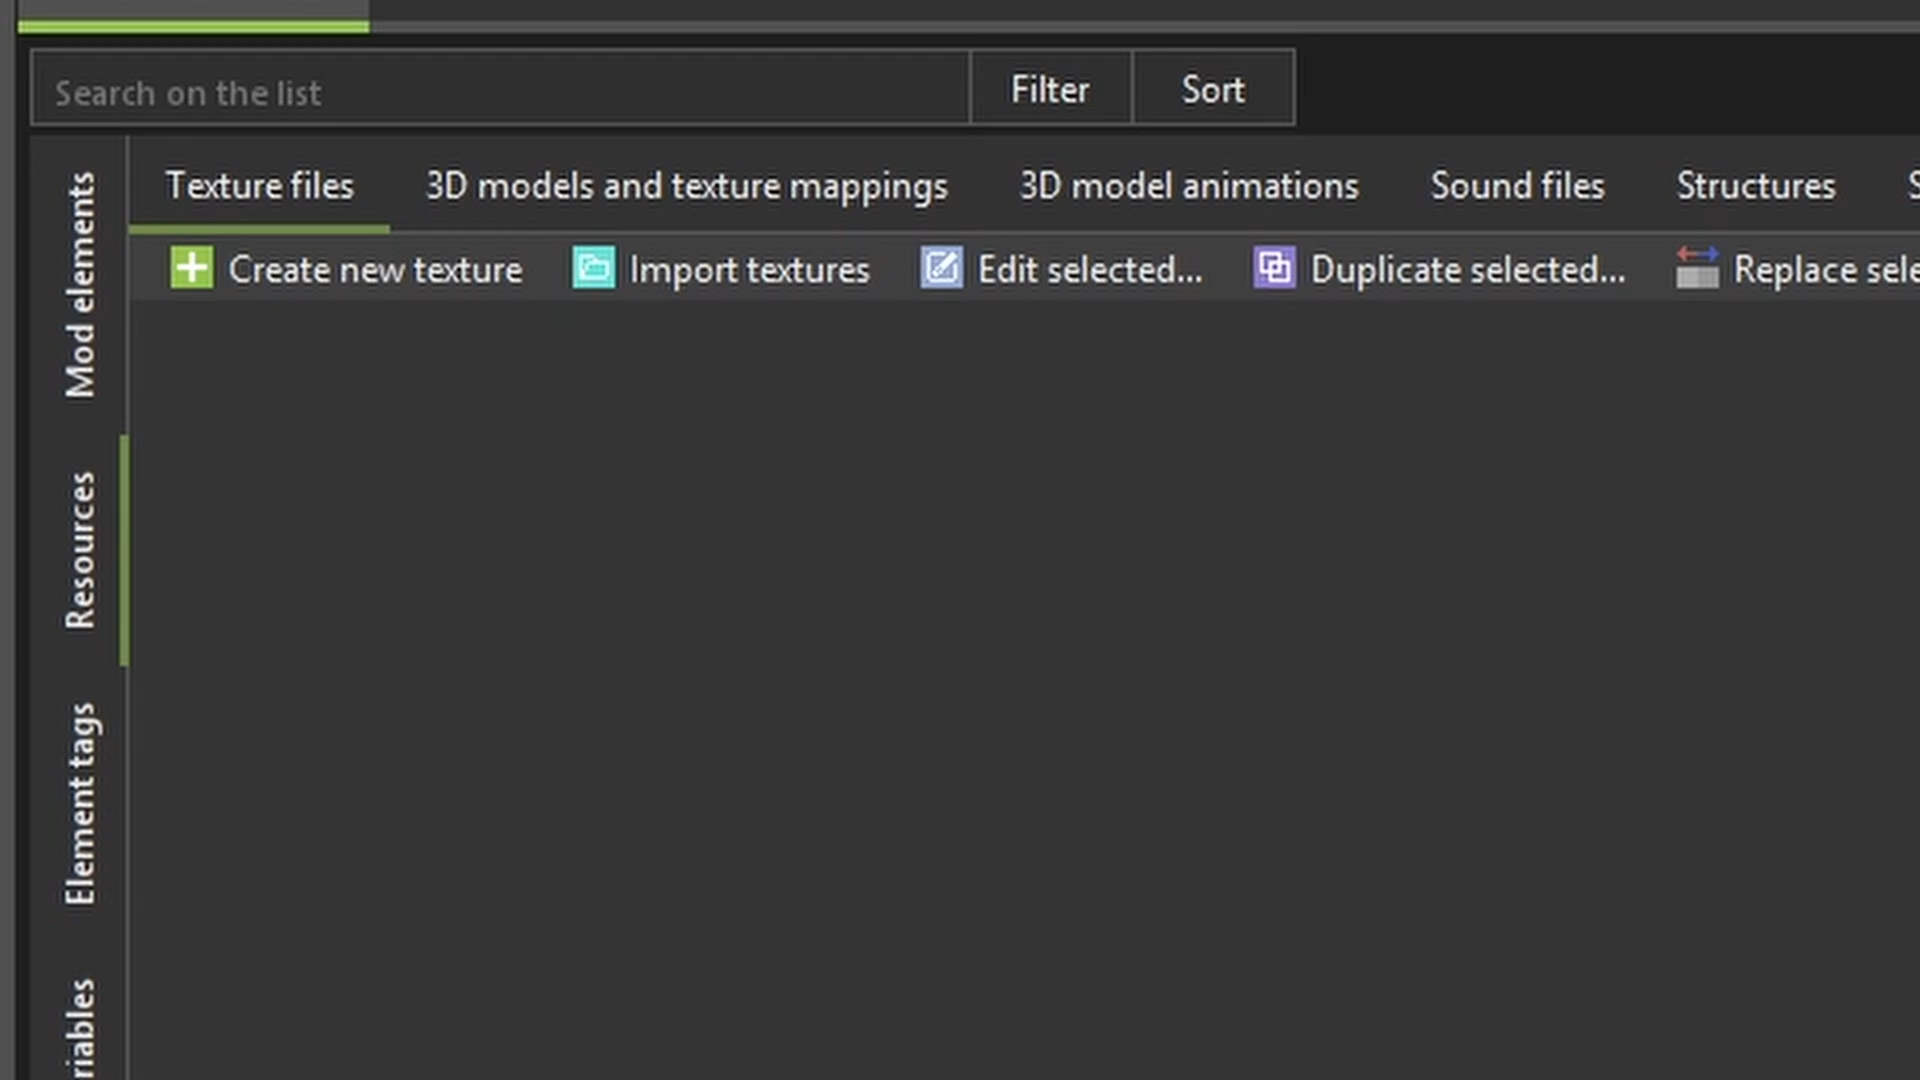 Search on the list
Filter
Sort
Texture files
3D models and texture mappings
3D model animations
Sound files
Structures
Create new texture
Import textures
Edit selected...
Duplicate selected...
Replace
Mod elements
Resources
Element tags